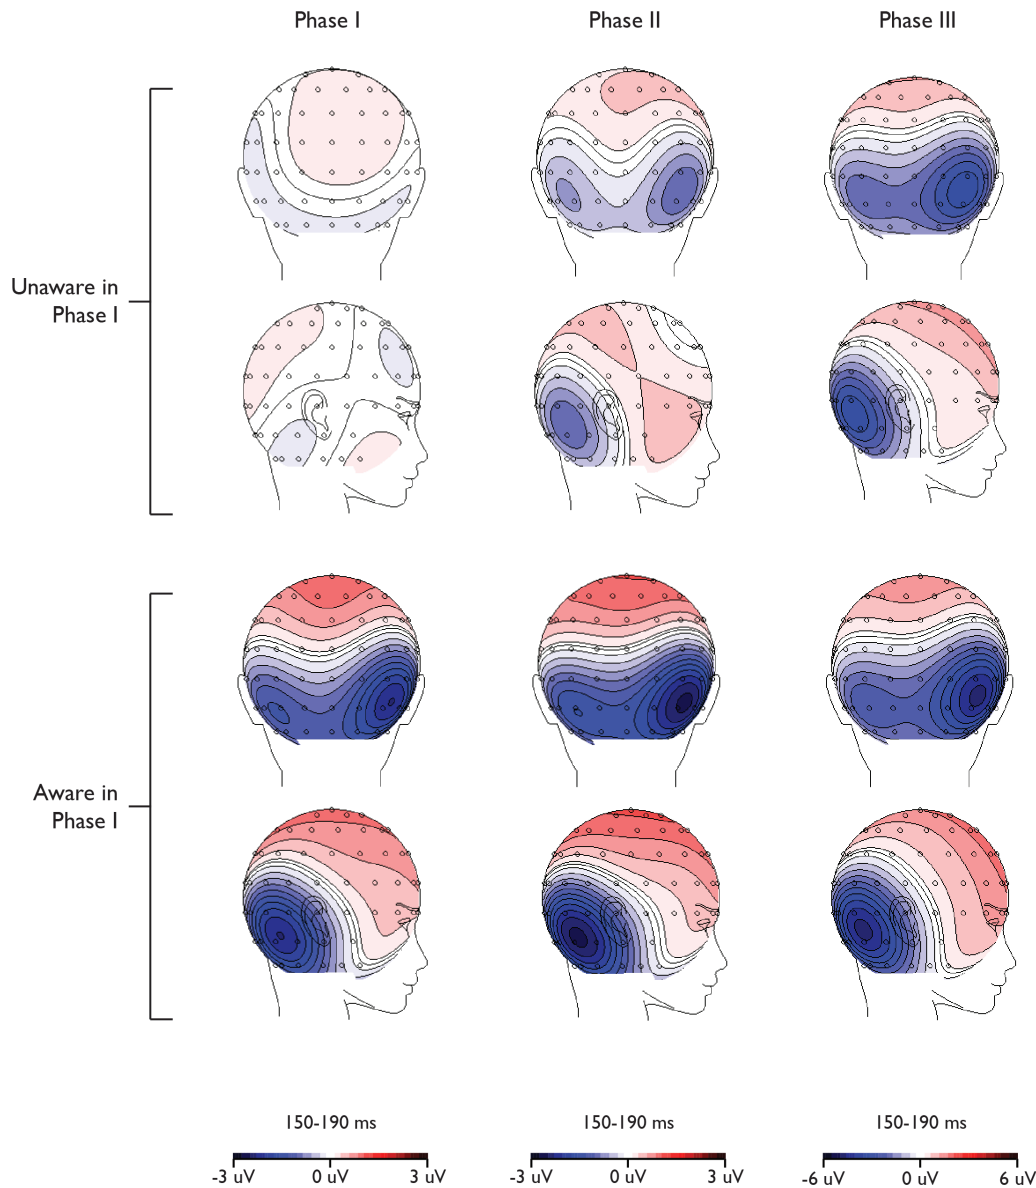 Phase I
Phase II
Phase III
Unaware in
Phase I
Aware in
Phase I
150-190 ms
150-190 ms
150-190 ms
-3 uV
0 uV
3 uV
-3 uV
0 uV
3 uV
-6 uV
0 uV
6 uV